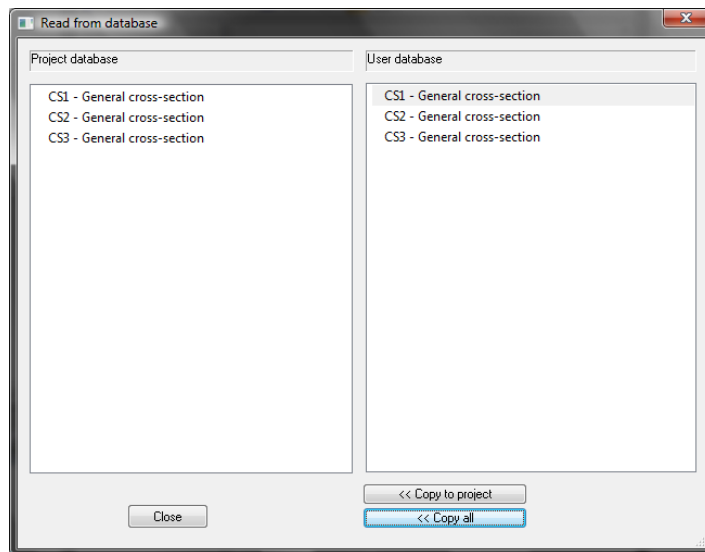 Read from database
Project database
User database
CS1 - General cross-section
CS2 - General cross-section
CS3 - General cross-section
CS1 - General cross-section
CS2 - General cross-section
CS3 - General cross-section
<< Copy to project
Close
<< Copy all